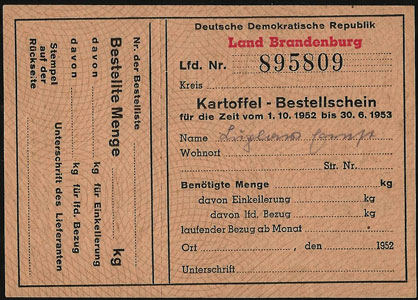 Nr. der Bestelliste
Bestellte Menge kg
davon kg für Einkellerung
davon kg für lfd. Bezug
Stempel
auf der
Rückseite
Unterschrift des Lieferanten
Deutsche Demokratische Republik
Land Brandenburg
Lfd. Nr. 895809
Kreis
Kartoffel - Bestellschein
für die Zeit vom 1. 10. 1952 bis 30. 6. 1953
Name
Wohnort
Str. Nr.
Benötigte Menge kg
davon Einkellerung kg
davon lfd. Bezug kg
laufender Bezug ab Monat
Ort , den 1952
Unterschrift